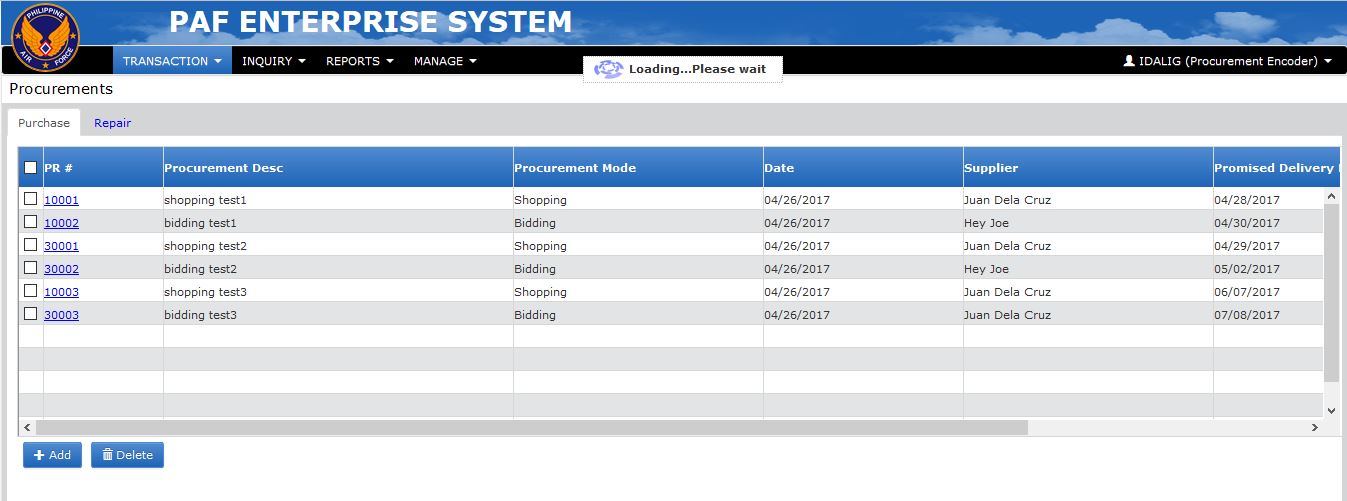 PHILIPPINE
AIR FORCE
PAF ENTERPRISE SYSTEM
TRANSACTION INQUIRY REPORTS MANAGE Loading...Please wait IDALIG (Procurement Encoder)
Procurements
Purchase Repair
PR # Procurement Desc Procurement Mode Date Supplier Promised Delivery
10001 shopping test1 Shopping 04/26/2017 Juan Dela Cruz 04/28/2017
10002 bidding test1 Bidding 04/26/2017 Hey Joe 04/30/2017
30001 shopping test2 Shopping 04/26/2017 Juan Dela Cruz 04/29/2017
30002 bidding test2 Bidding 04/26/2017 Hey Joe 05/02/2017
10003 shopping test3 Shopping 04/26/2017 Juan Dela Cruz 06/07/2017
30003 bidding test3 Bidding 04/26/2017 Juan Dela Cruz 07/08/2017
Add Delete